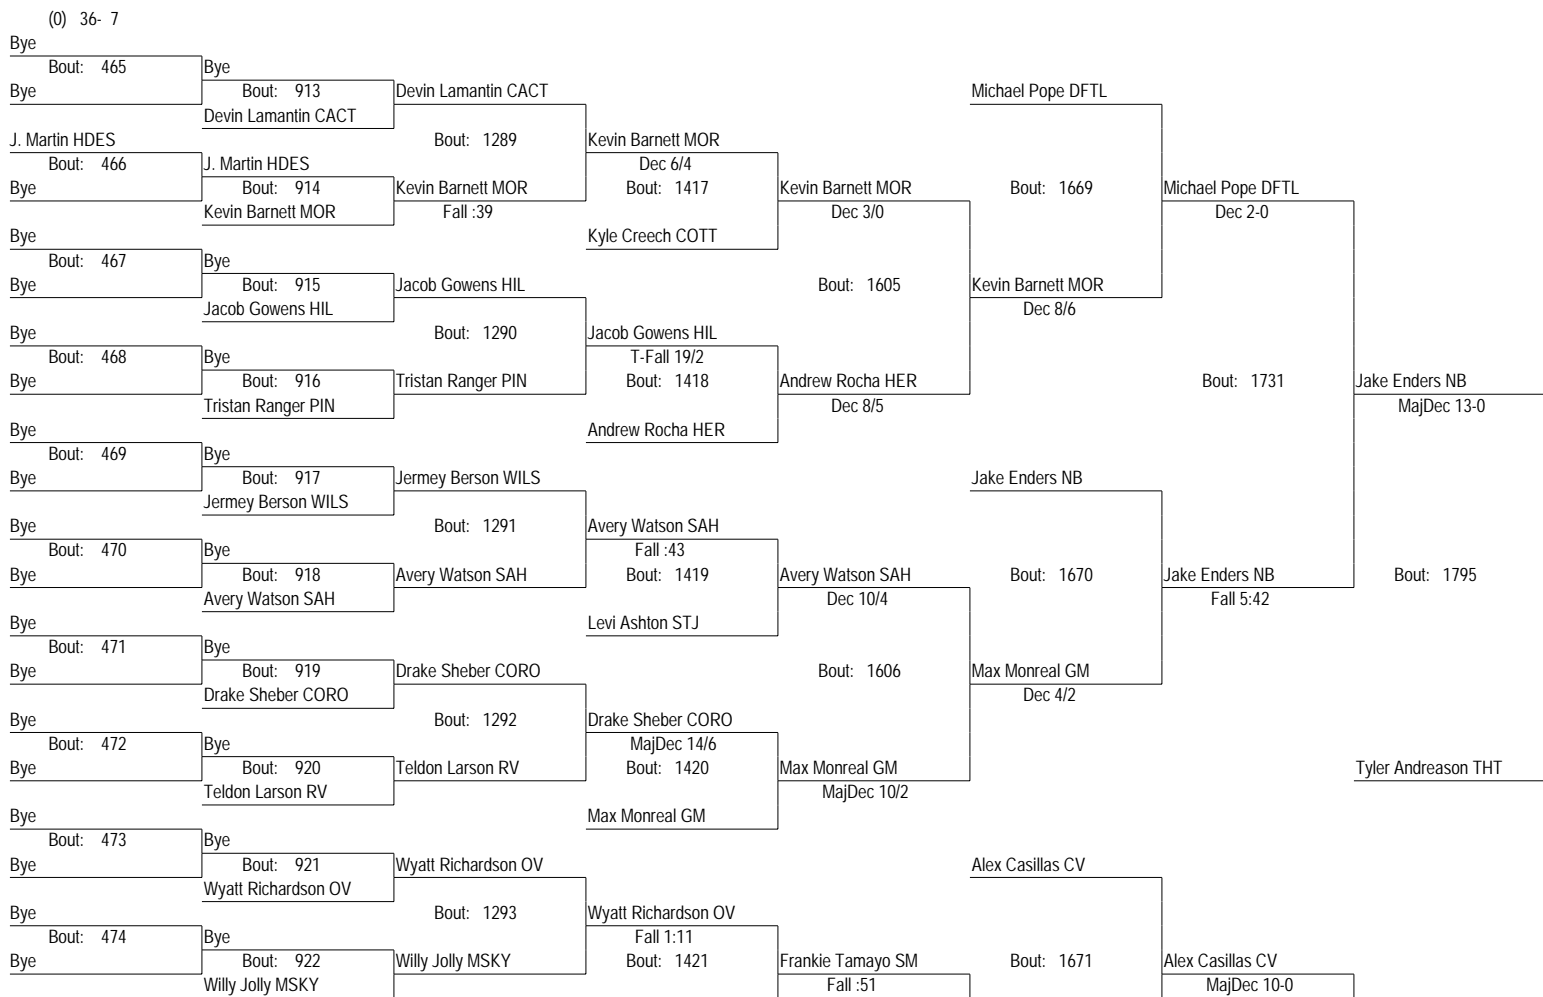 (0) 36- 7
Bye
Bout: 465 Bye
Bye Bout: 913 Devin Lamantin CACT Michael Pope DFTL
Devin Lamantin CACT
J. Martin HDES Bout: 1289 Kevin Barnett MOR
Bout: 466 J. Martin HDES Dec 6/4
Bye Bout: 914 Kevin Barnett MOR Bout: 1417 Kevin Barnett MOR Bout: 1669 Michael Pope DFTL
Kevin Barnett MOR Fall :39 Dec 3/0 Dec 2-0
Bye Kyle Creech COTT
Bout: 467 Bye
Bye Bout: 915 Jacob Gowens HIL Bout: 1605 Kevin Barnett MOR
Jacob Gowens HIL Dec 8/6
Bye Bout: 1290 Jacob Gowens HIL
Bout: 468 Bye T-Fall 19/2
Bye Bout: 916 Tristan Ranger PIN Bout: 1418 Andrew Rocha HER Bout: 1731 Jake Enders NB
Tristan Ranger PIN Dec 8/5 MajDec 13-0
Bye Andrew Rocha HER
Bout: 469 Bye
Bye Bout: 917 Jermey Berson WILS Jake Enders NB
Jermey Berson WILS
Bye Bout: 1291 Avery Watson SAH
Bout: 470 Bye Fall :43
Bye Bout: 918 Avery Watson SAH Bout: 1419 Avery Watson SAH Bout: 1670 Jake Enders NB Bout: 1795
Avery Watson SAH Dec 10/4 Fall 5:42
Bye Levi Ashton STJ
Bout: 471 Bye
Bye Bout: 919 Drake Sheber CORO Bout: 1606 Max Monreal GM
Drake Sheber CORO Dec 4/2
Bye Bout: 1292 Drake Sheber CORO
Bout: 472 Bye MajDec 14/6
Bye Bout: 920 Teldon Larson RV Bout: 1420 Max Monreal GM Tyler Andreason THT
Teldon Larson RV MajDec 10/2
Bye Max Monreal GM
Bout: 473 Bye
Bye Bout: 921 Wyatt Richardson OV Alex Casillas CV
Wyatt Richardson OV
Bye Bout: 1293 Wyatt Richardson OV
Bout: 474 Bye Fall 1:11
Bye Bout: 922 Willy Jolly MSKY Bout: 1421 Frankie Tamayo SM Bout: 1671 Alex Casillas CV
Willy Jolly MSKY Fall :51 MajDec 10-0